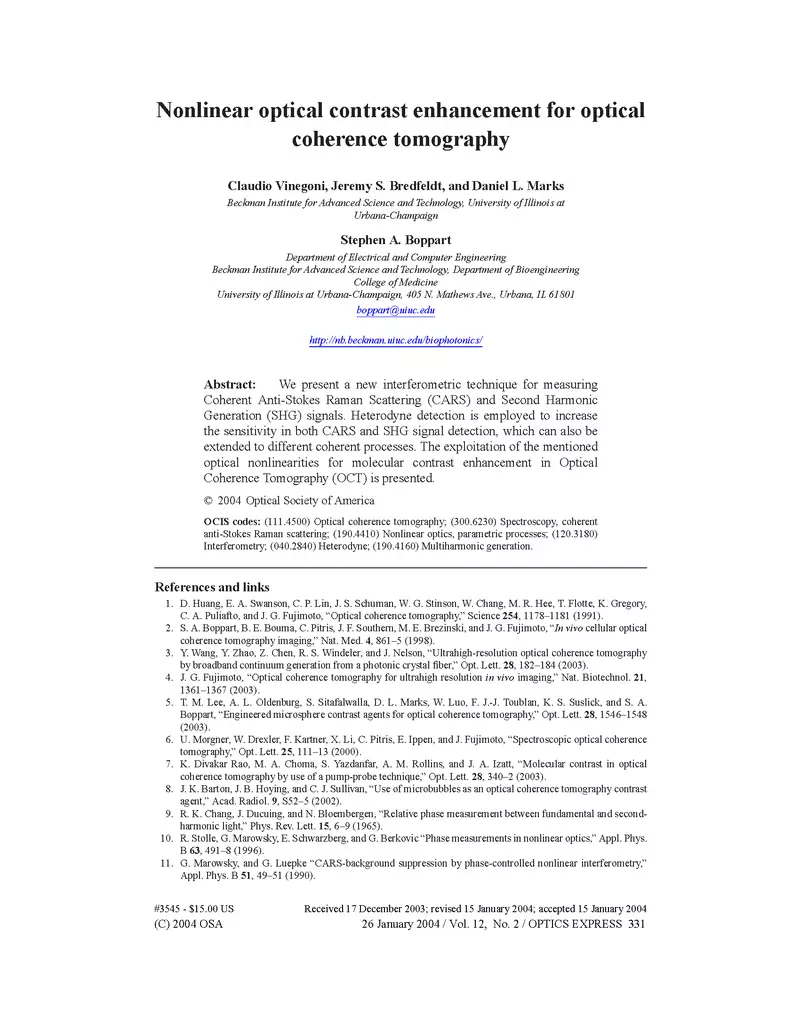 Nonlinear optical contrast enhancement for optical
coherence tomography
Claudio Vinegoni, Jeremy S. Bredfeldt, and Daniel L. Marks
Beckman Institute for Advanced Science and Technology, University of Illinois at
Urbana-Champaign
Stephen A. Boppart
Department of Electrical and Computer Engineering
Beckman Institute for Advanced Science and Technology, Department of Bioengineering
College of Medicine
University of Illinois at Urbana-Champaign, 405 N. Mathews Ave., Urbana, IL 61801
boppart@uiuc.edu
http://nb.beckman.uiuc.edu/biophotonics/
Abstract: We present a new interferometric technique for measuring
Coherent Anti-Stokes Raman Scattering (CARS) and Second Harmonic
Generation (SHG) signals. Heterodyne detection is employed to increase
the sensitivity in both CARS and SHG signal detection, which can also be
extended to different coherent processes. The exploitation of the mentioned
optical nonlinearities for molecular contrast enhancement in Optical
Coherence Tomography (OCT) is presented.
© 2004 Optical Society of America
OCIS codes: (111.4500) Optical coherence tomography; (300.6230) Spectroscopy, coherent
anti-Stokes Raman scattering; (190.4410) Nonlinear optics, parametric processes; (120.3180)
Interferometry; (040.2840) Heterodyne; (190.4160) Multiharmonic generation.
References and links
1. D. Huang, E. A. Swanson, C. P. Lin, J. S. Schuman, W. G. Stinson, W. Chang, M. R. Hee, T. Flotte, K. Gregory,
C. A. Puliafto, and J. G. Fujimoto, “Optical coherence tomography,” Science 254, 1178–1181 (1991).
2. S. A. Boppart, B. E. Bouma, C. Pitris, J. F. Southern, M. E. Brezinski, and J. G. Fujimoto, “In vivo cellular optical
coherence tomography imaging,” Nat. Med. 4, 861–5 (1998).
3. Y. Wang, Y. Zhao, Z. Chen, R. S. Windeler, and J. Nelson, “Ultrahigh-resolution optical coherence tomography
by broadband continuum generation from a photonic crystal fiber,” Opt. Lett. 28, 182–184 (2003).
4. J. G. Fujimoto, “Optical coherence tomography for ultrahigh resolution in vivo imaging,” Nat. Biotechnol. 21,
1361–1367 (2003).
5. T. M. Lee, A. L. Oldenburg, S. Sitafalwalla, D. L. Marks, W. Luo, F. J.-J. Toublan, K. S. Suslick, and S. A.
Boppart, “Engineered microsphere contrast agents for optical coherence tomography,” Opt. Lett. 28, 1546–1548
(2003).
6. U. Morgner, W. Drexler, F. Kartner, X. Li, C. Pitris, E. Ippen, and J. Fujimoto, “Spectroscopic optical coherence
tomography,” Opt. Lett. 25, 111–13 (2000).
7. K. Divakar Rao, M. A. Choma, S. Yazdanfar, A. M. Rollins, and J. A. Izatt, “Molecular contrast in optical
coherence tomography by use of a pump-probe technique,” Opt. Lett. 28, 340–2 (2003).
8. J. K. Barton, J. B. Hoying, and C. J. Sullivan, “Use of microbubbles as an optical coherence tomography contrast
agent,” Acad. Radiol. 9, S52–5 (2002).
9. R. K. Chang, J. Ducuing, and N. Bloembergen, “Relative phase measurement between fundamental and second-
harmonic light,” Phys. Rev. Lett. 15, 6–9 (1965).
10. R. Stolle, G. Marowsky, E. Schwarzberg, and G. Berkovic “Phase measurements in nonlinear optics,” Appl. Phys.
B 63, 491–8 (1996).
11. G. Marowsky, and G. Luepke “CARS-background suppression by phase-controlled nonlinear interferometry,”
Appl. Phys. B 51, 49–51 (1990).
#3545 - $15.00 US Received 17 December 2003; revised 15 January 2004; accepted 15 January 2004
(C) 2004 OSA 26 January 2004 / Vol. 12, No. 2 / OPTICS EXPRESS 331